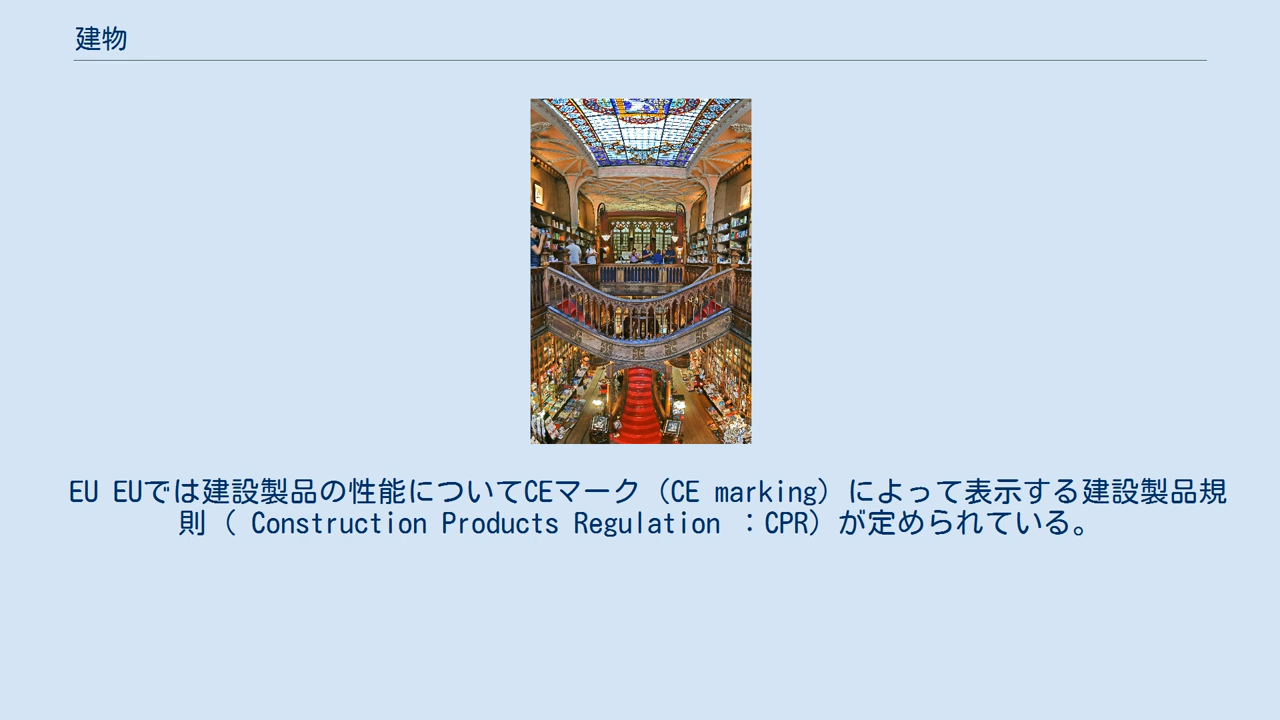 建物
EU EUでは建設製品の性能についてCEマーク（CE marking）によって表示する建設製品規
則（ Construction Products Regulation ：CPR）が定められている。